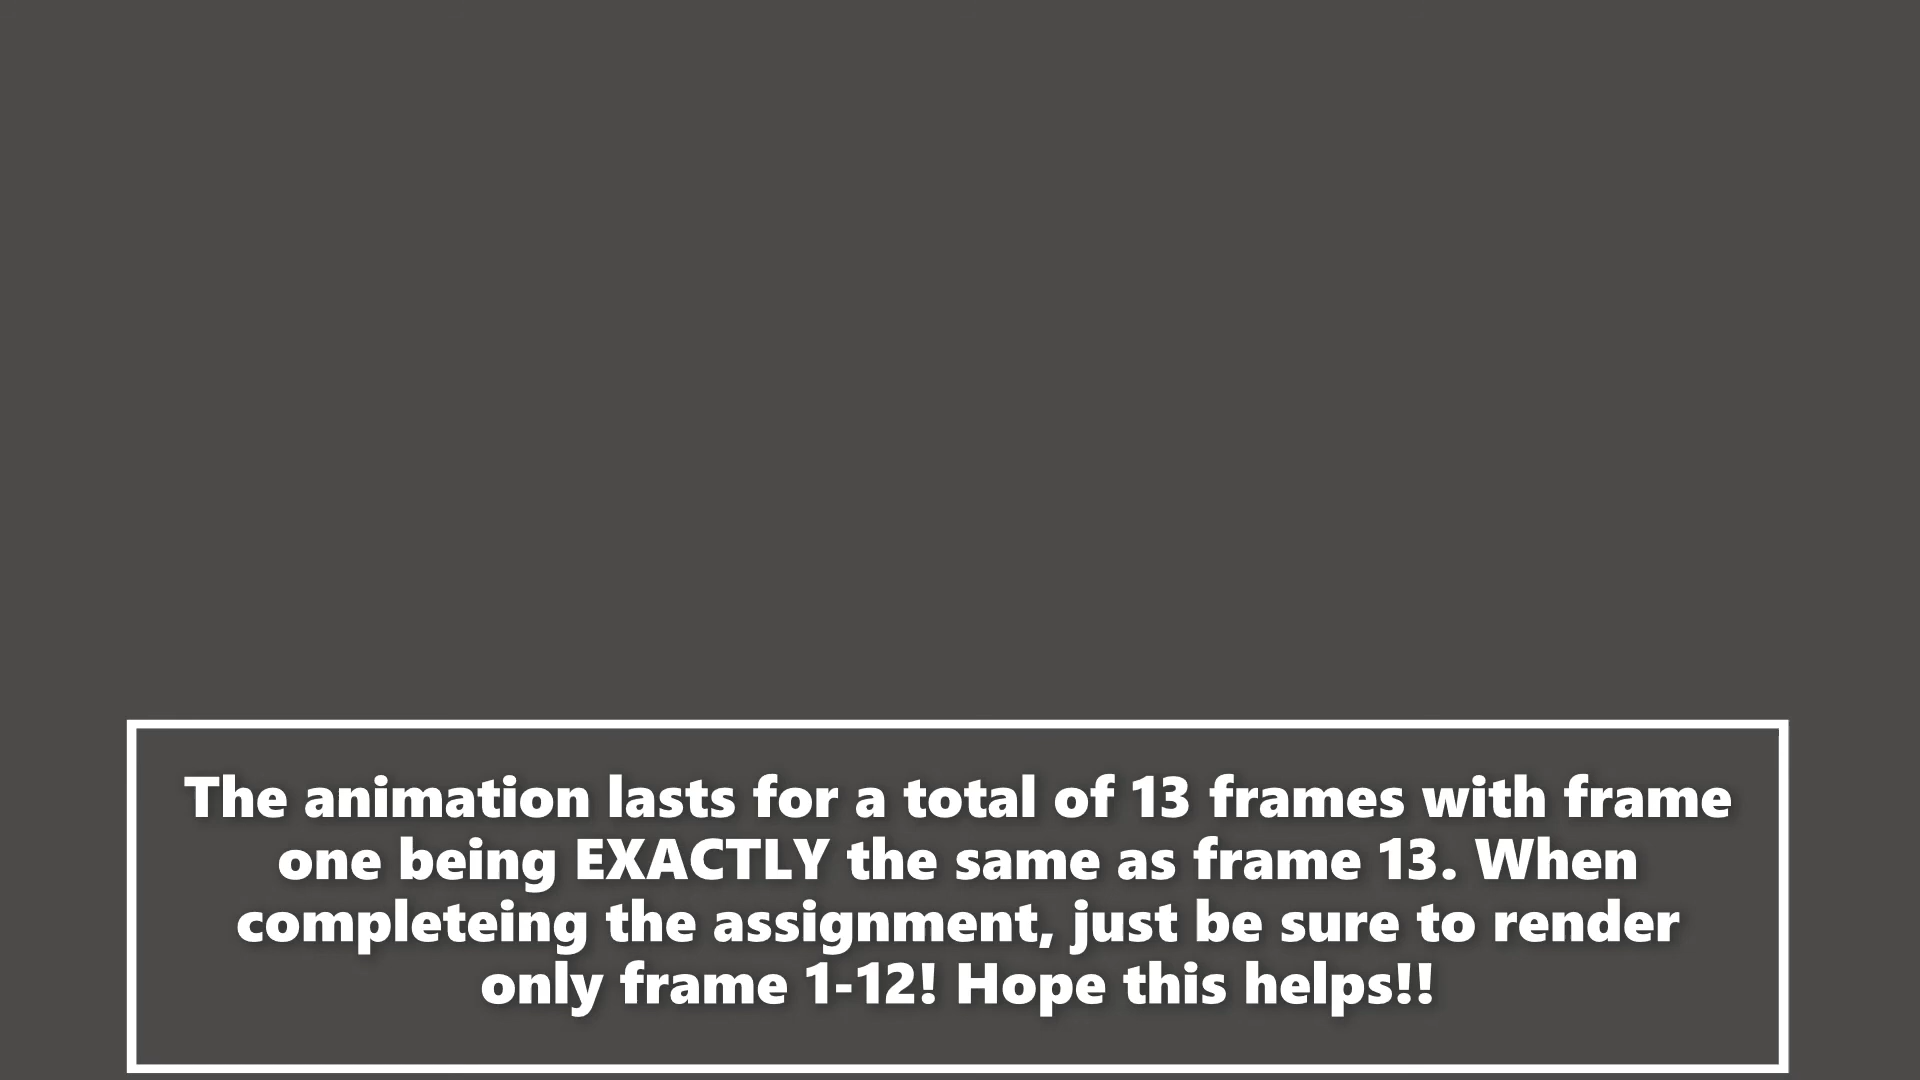 The animation lasts for a total of 13 frames with frame
one being EXACTLY the same as frame 13. When
completeing the assignment, just be sure to render
only frame 1-12! Hope this helps!!